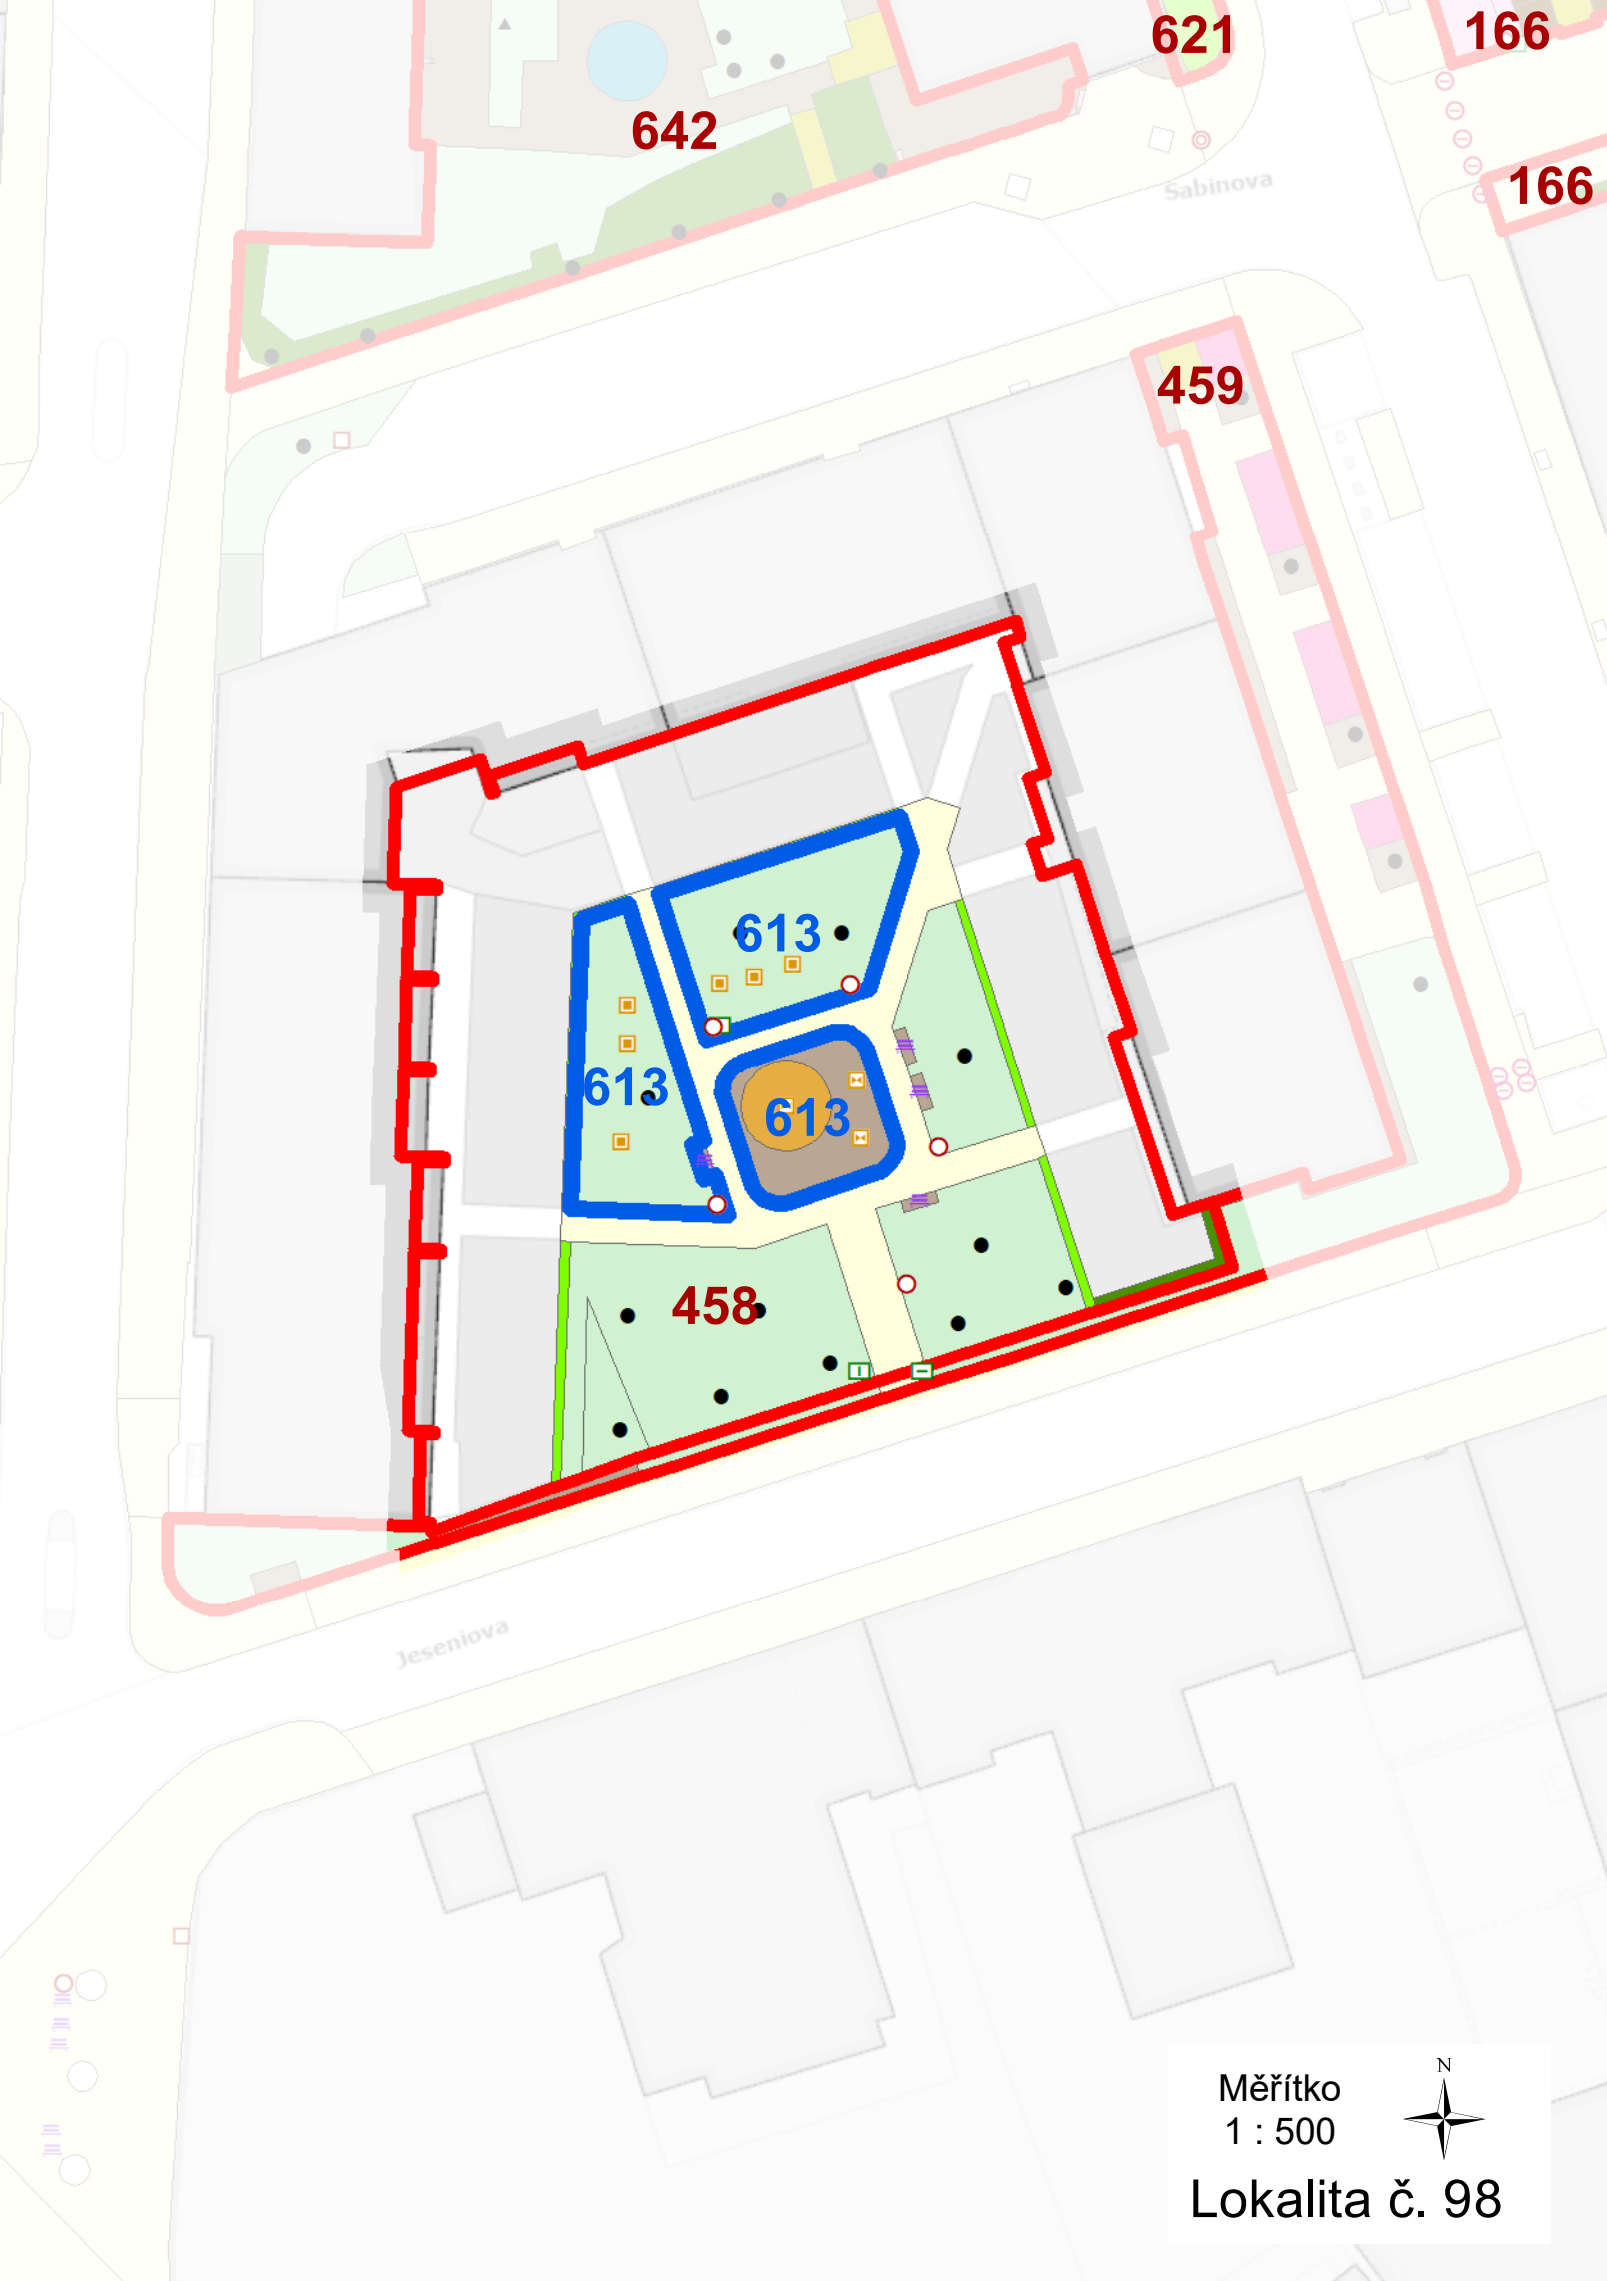 621
166
642
Sabinova
166
459
613
613
613
458
Jeseniova
N
Měřítko
1 : 500
Lokalita č. 98